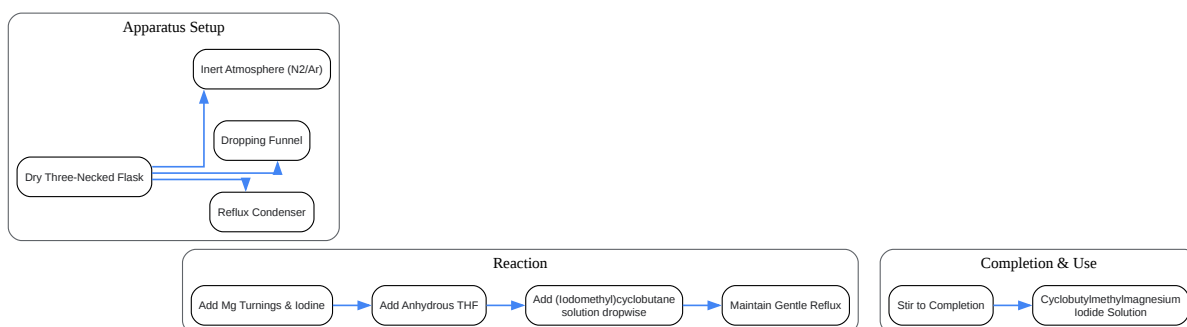 Apparatus Setup
Inert Atmosphere (N2/Ar)
Dropping Funnel
Dry Three-Necked Flask
Reflux Condenser
Reaction
Add Mg Turnings & Iodine
Add Anhydrous THF
Add (Iodomethyl)cyclobutane
solution dropwise
Maintain Gentle Reflux
Completion & Use
Stir to Completion
Cyclobutylmethylmagnesium
Iodide Solution